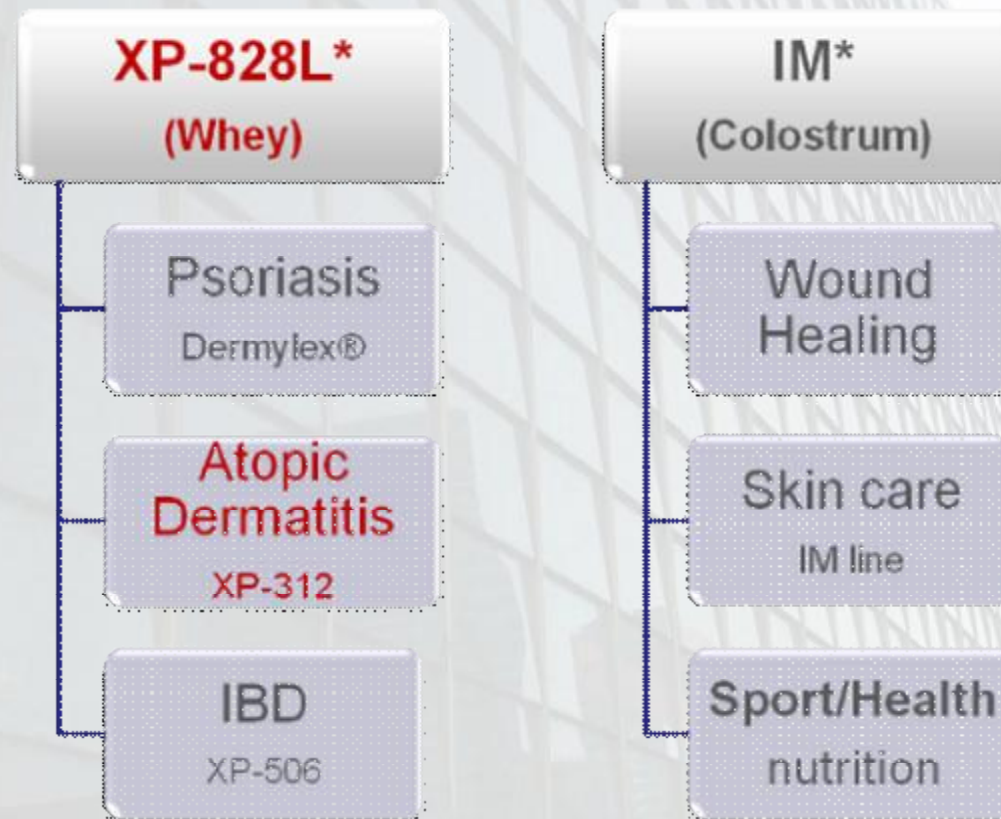 XP-828L*
(Whey)
Psoriasis
Dermylex®
Atopic
Dermatitis
XP-312
IBD
XP-506
IM*
(Colostrum)
Wound
Healing
Skin care
IM line
Sport/Health
nutrition